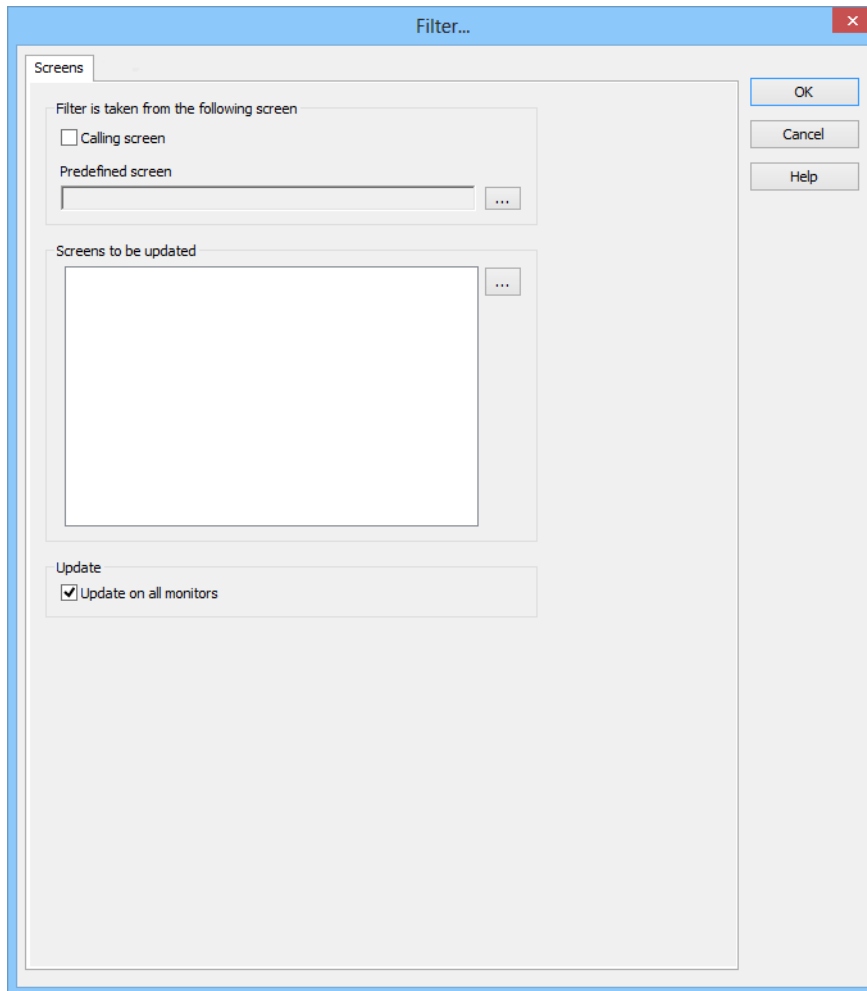 Filter...
Screens
Filter is taken from the following screen
Calling screen
Predefined screen
...
Screens to be updated
...
Update
Update on all monitors
OK
Cancel
Help